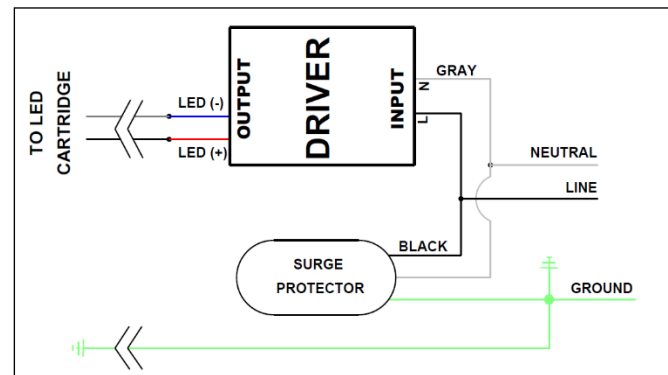 TO LED
CARTRIDGE
LED (-)
LED (+)
OUTPUT
DRIVER
INPUT
N
L
GRAY
NEUTRAL
LINE
BLACK
SURGE
PROTECTOR
GROUND